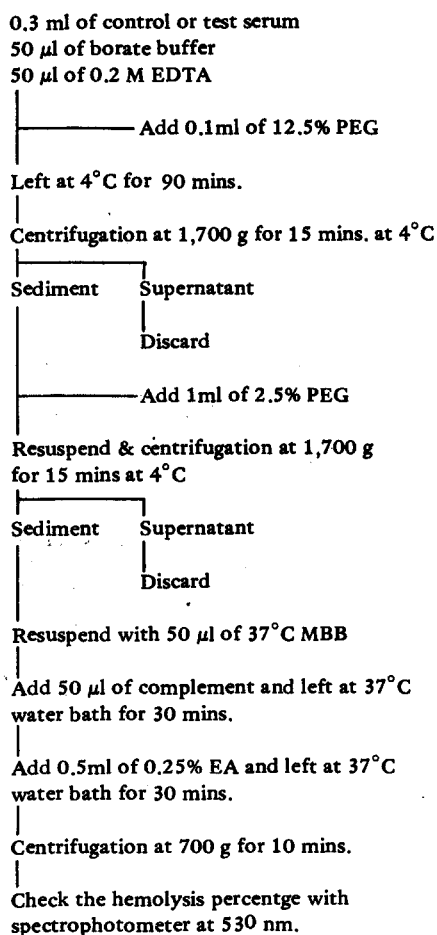 0.3 ml of control or test serum
50 µl of borate buffer
50 µl of 0.2 M EDTA
Add 0.1ml of 12.5% PEG
Left at 4°C for 90 mins.
Centrifugation at 1,700 g for 15 mins. at 4°C
Sediment Supernatant
Discard
Add 1ml of 2.5% PEG
Resuspend & centrifugation at 1,700 g
for 15 mins at 4°C
Sediment Supernatant
Discard
Resuspend with 50 µl of 37°C MBB
Add 50 µl of complement and left at 37°C
water bath for 30 mins.
Add 0.5ml of 0.25% EA and left at 37°C
water bath for 30 mins.
Centrifugation at 700 g for 10 mins.
Check the hemolysis percentge with
spectrophotometer at 530 nm.